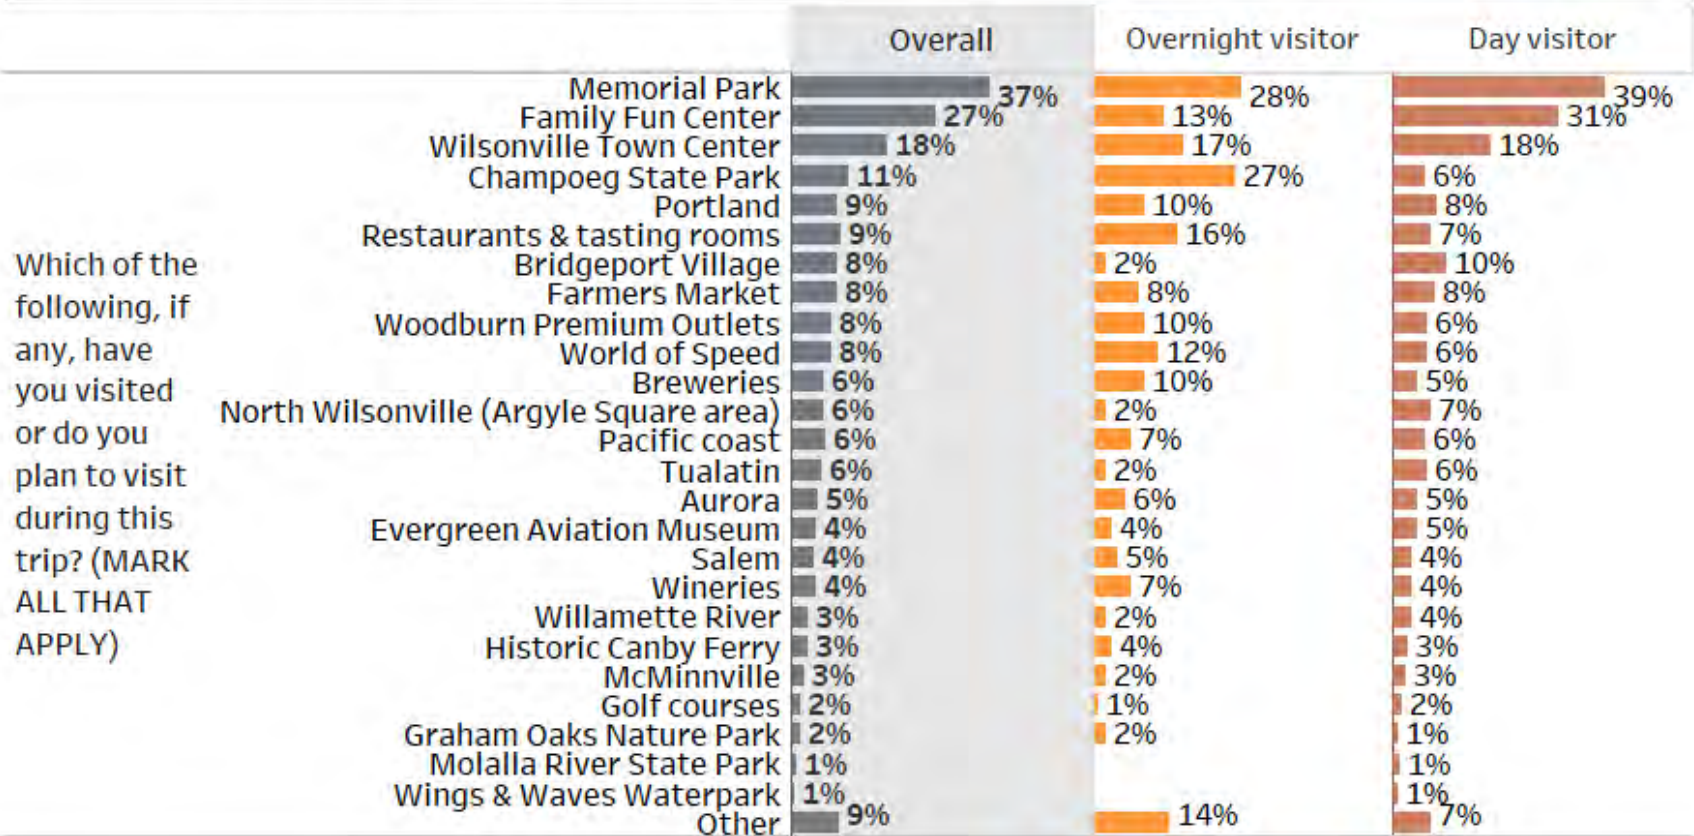 Overall Overnight visitor Day visitor
Which of the
following, if
any, have
you visited
or do you
plan to visit
during this
trip? (MARK
ALL THAT
APPLY)
Memorial Park 37% 28% 39%
Family Fun Center 27% 13% 31%
Wilsonville Town Center 18% 17% 18%
Champoeg State Park 11% 27% 6%
Portland 9% 10% 8%
Restaurants & tasting rooms 9% 16% 7%
Bridgeport Village 8% 2% 10%
Farmers Market 8% 8% 8%
Woodburn Premium Outlets 8% 10% 6%
World of Speed 8% 12% 6%
Breweries 6% 10% 5%
North Wilsonville (Argyle Square area) 6% 2% 7%
Pacific coast 6% 7% 6%
Tualatin 6% 2% 6%
Aurora 5% 6% 5%
Evergreen Aviation Museum 4% 4% 5%
Salem 4% 5% 4%
Wineries 4% 7% 4%
Willamette River 3% 2% 4%
Historic Canby Ferry 3% 4% 3%
McMinnville 3% 2% 3%
Golf courses 2% 1% 2%
Graham Oaks Nature Park 2% 2% 1%
Molalla River State Park 1% 1%
Wings & Waves Waterpark 1% 1%
Other 9% 14% 7%